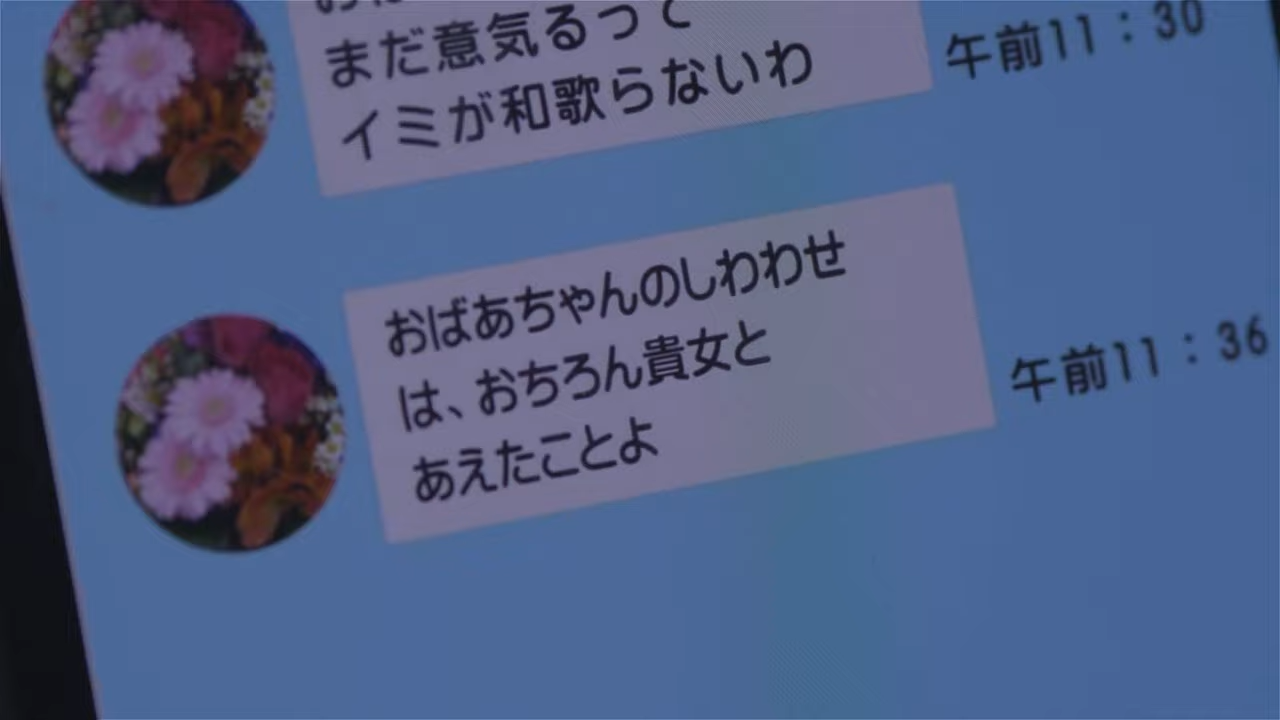 まだ意気るって
イミが和歌らないわ
午前11：30
おばあちゃんのしわわせ
は、おちろん貴女と
あえたことよ
午前11：36